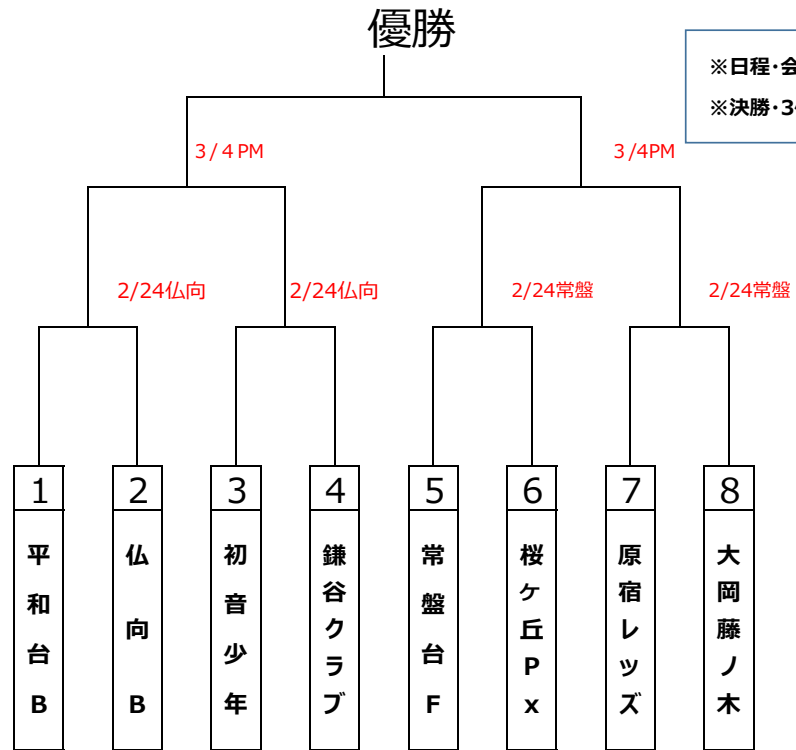 優勝
※日程・会
※決勝・3
3/4 PM
3/4PM
2/24仏向
2/24仏向
2/24常盤
2/24常盤
1
2
3
4
5
6
7
8
平和台B
仏向B
初音少年
鎌谷クラブ
常盤台F
桜ケ丘Px
原宿レッズ
大岡藤ノ木